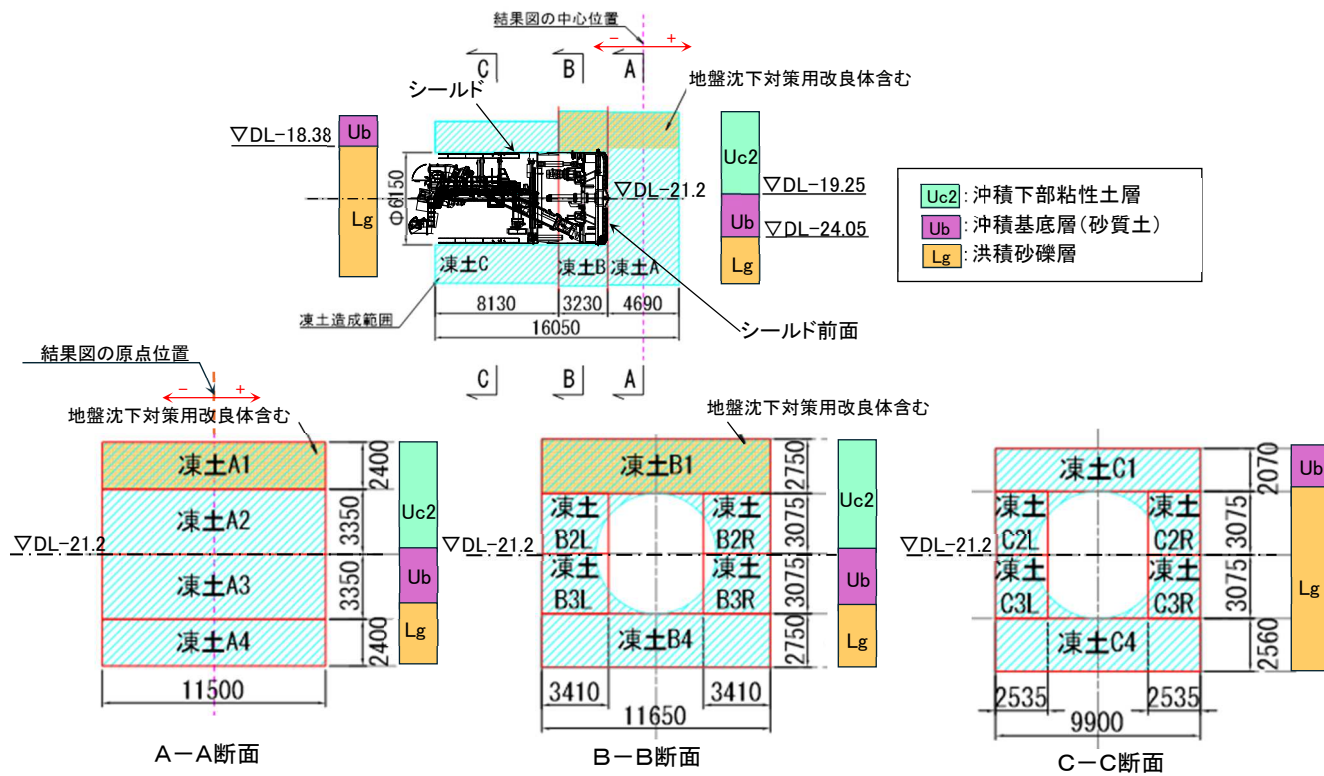 結果図の中心位置
－ ＋
C B A
シールド
地盤沈下対策用改良体含む
▽DL-18.38
Ub
Lg
Φ6150
▽DL-21.2
Uc2
Ub
Lg
▽DL-19.25
▽DL-24.05
Uc2:沖積下部粘性土層
Ub:沖積基底層(砂質土)
Lg:洪積砂礫層
凍土C 凍土B 凍土A
8130 3230 4690
16050
凍土造成範囲
シールド前面
C B A
結果図の原点位置
－ ＋
地盤沈下対策用改良体含む
凍土A1
凍土A2
凍土A3
凍土A4
2400
3350
3350
2400
▽DL-21.2
11500
Uc2
Ub
Lg
A－A断面
地盤沈下対策用改良体含む
凍土B1
凍土
B2L
凍土
B2R
凍土
B3L
凍土
B3R
凍土B4
▽DL-21.2
2750
3075
3075
2750
3410 3410
11650
Uc2
Ub
Lg
B－B断面
凍土C1
凍土
C2L
凍土
C2R
凍土
C3L
凍土
C3R
凍土C4
▽DL-21.2
2070
3075
3075
2560
2535 2535
9900
Ub
Lg
C－C断面